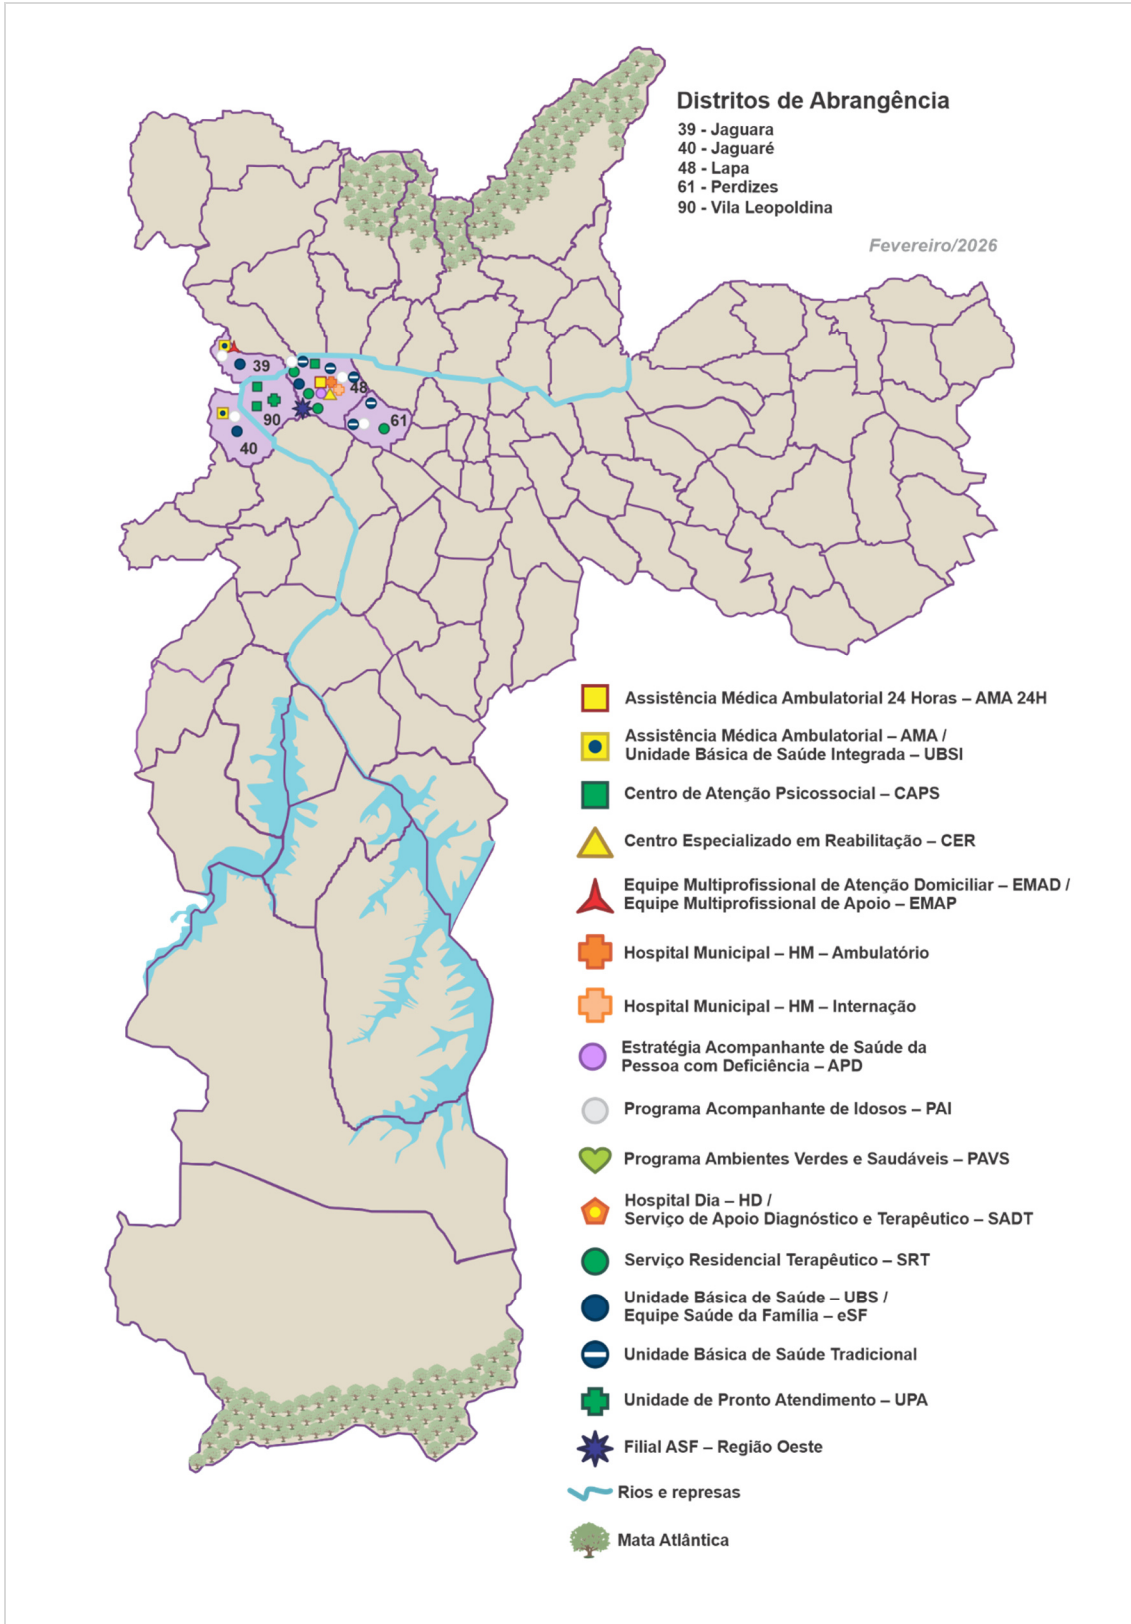 Distritos de Abrangência
39 - Jaguara
40 - Jaguaré
48 - Lapa
61 - Perdizes
90 - Vila Leopoldina
Fevereiro/2026
39
48
90
61
40
Assistência Médica Ambulatorial 24 Horas – AMA 24H
Assistência Médica Ambulatorial – AMA /
Unidade Básica de Saúde Integrada – UBSI
Centro de Atenção Psicossocial – CAPS
Centro Especializado em Reabilitação – CER
Equipe Multiprofissional de Atenção Domiciliar – EMAD /
Equipe Multiprofissional de Apoio – EMAP
Hospital Municipal – HM – Ambulatório
Hospital Municipal – HM – Internação
Estratégia Acompanhante de Saúde da
Pessoa com Deficiência – APD
Programa Acompanhante de Idosos – PAI
Programa Ambientes Verdes e Saudáveis – PAVS
Hospital Dia – HD /
Serviço de Apoio Diagnóstico e Terapêutico – SADT
Serviço Residencial Terapêutico – SRT
Unidade Básica de Saúde – UBS /
Equipe Saúde da Família – eSF
Unidade Básica de Saúde Tradicional
Unidade de Pronto Atendimento – UPA
Filial ASF – Região Oeste
Rios e represas
Mata Atlântica